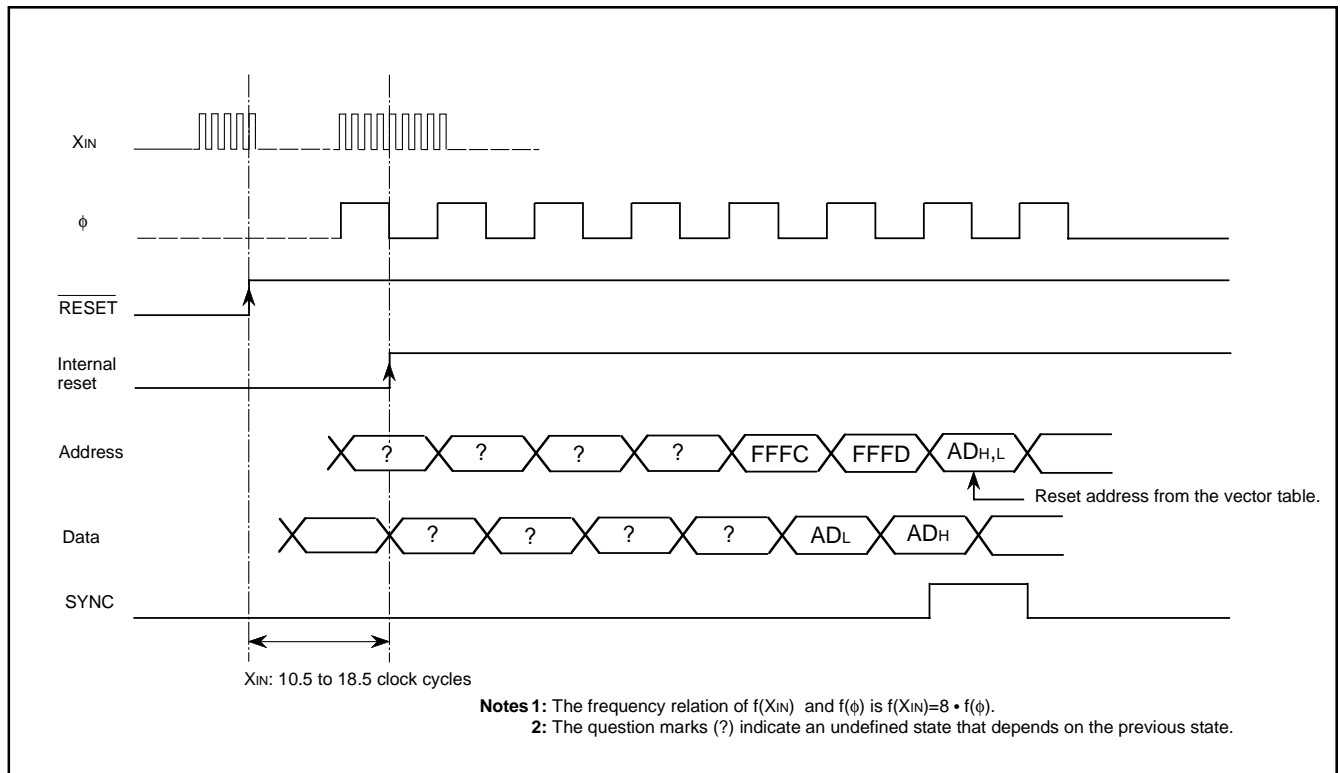 XIN
ϕ
RESET
Internal
reset
Address
? ? ? ? FFFC FFFD ADH,L
Reset address from the vector table.
Data
? ? ? ? ADL ADH
SYNC
XIN: 10.5 to 18.5 clock cycles
Notes 1: The frequency relation of f(XIN) and f(ϕ) is f(XIN)=8 • f(ϕ).
2: The question marks (?) indicate an undefined state that depends on the previous state.